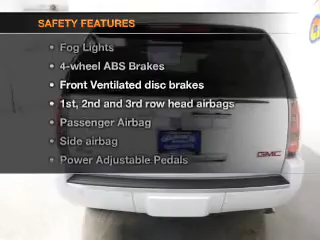 SAFETY FEATURES
• Fog Lights
• 4-wheel ABS Brakes
• Front Ventilated disc brakes
• 1st, 2nd and 3rd row head airbags
• Passenger Airbag
• Side airbag
• Power Adjustable Pedals
GMC